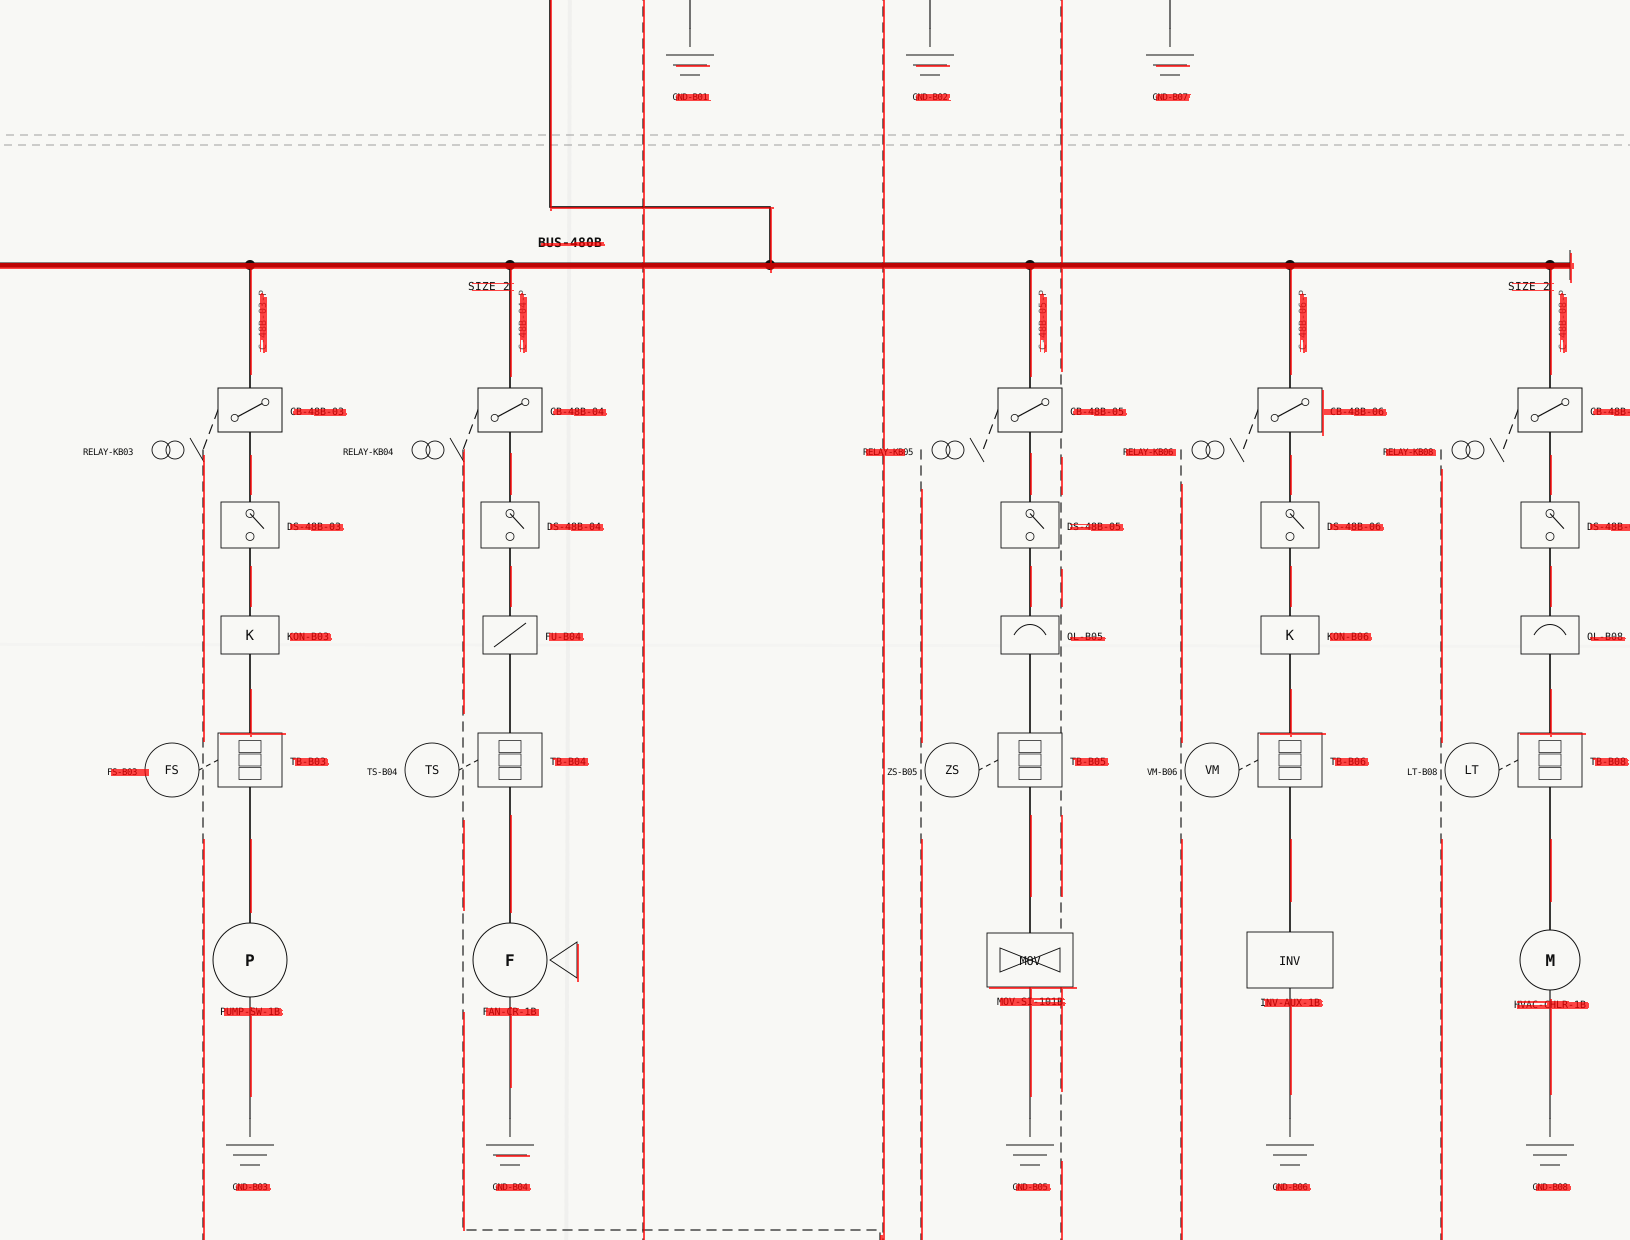 GND-B01
GND-B02
GND-B07
BUS-480B
SIZE 2
SIZE 2
CB-48B-03
CB-48B-04
CB-48B-05
CB-48B-06
RELAY-KB03
RELAY-KB04
RELAY-KB05
RELAY-KB06
RELAY-KB08
DS-48B-03
DS-48B-04
DS-48B-05
DS-48B-06
K
KON-B03
FU-B04
OL-B05
K
KON-B06
OL-B08
FS-B03
FS
TB-B03
TS-B04
TS
TB-B04
ZS-B05
ZS
TB-B05
VM-B06
VM
TB-B06
LT-B08
LT
TB-B08
P
F
MOV
INV
M
PUMP-SW-1B
FAN-CR-1B
MOV-SI-101B
INV-AUX-1B
HVAC-CHLR-1B
GND-B03
GND-B04
GND-B05
GND-B06
GND-B08